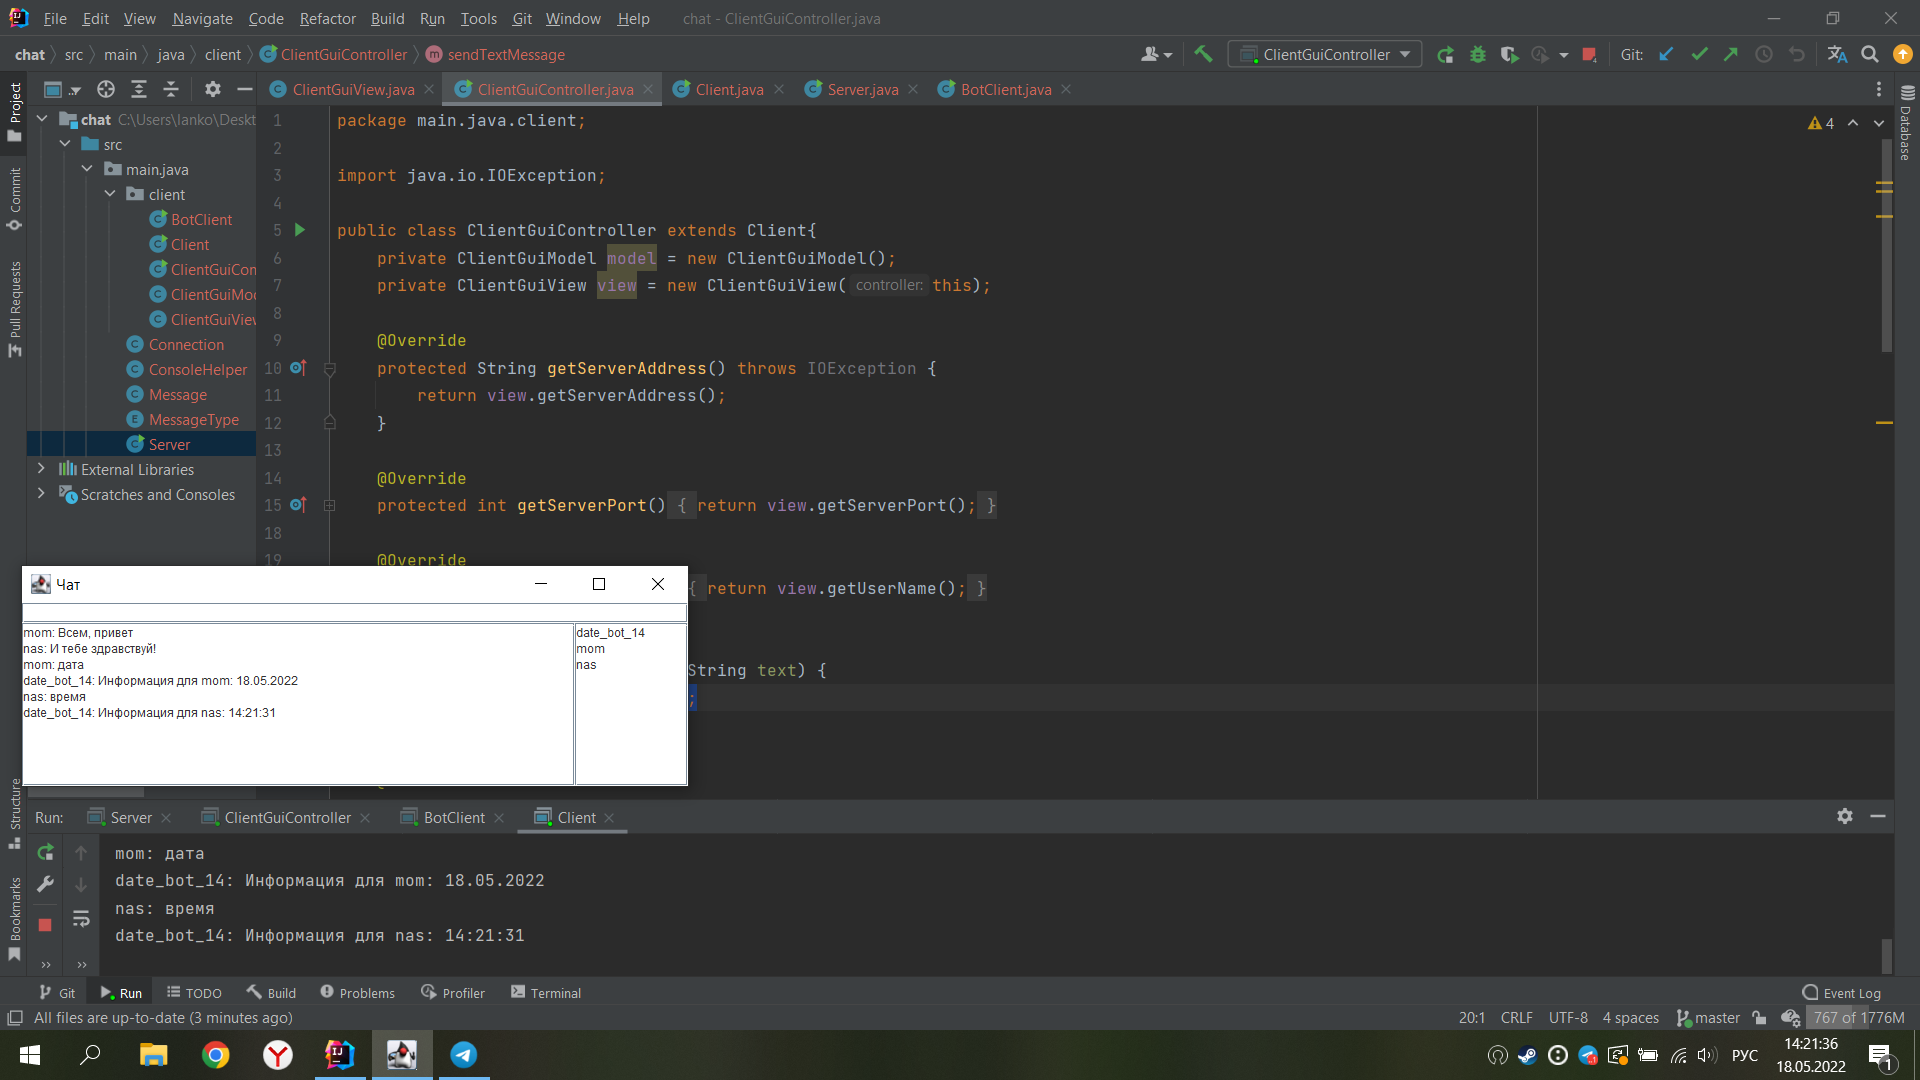 File Edit View Navigate Code Refactor Build Run Tools Git Window Help chat - ClientGuiController.java
chat src main java client ClientGuiController sendTextMessage ClientGuiController Git:
Project
Commit
Pull Requests
Structure
Bookmarks
Database
ClientGuiView.java ClientGuiController.java Client.java Server.java BotClient.java
chat C:\Users\lanko\Deskt
src
main.java
client
BotClient
Client
ClientGuiCon
ClientGuiMo
ClientGuiView
Connection
ConsoleHelper
Message
MessageType
Server
External Libraries
Scratches and Consoles
4
1 package main.java.client;
2
3 import java.io.IOException;
4
5 public class ClientGuiController extends Client{
6 private ClientGuiModel model = new ClientGuiModel();
7 private ClientGuiView view = new ClientGuiView( controller: this);
8
9 @Override
10 protected String getServerAddress() throws IOException {
11 return view.getServerAddress();
12 }
13
14 @Override
15 protected int getServerPort() { return view.getServerPort(); }
18
19 @Override
{ return view.getUserName(); }
String text) {
;
Чат
mom: Всем, привет
nas: И тебе здравствуй!
mom: дата
date_bot_14: Информация для mom: 18.05.2022
nas: время
date_bot_14: Информация для nas: 14:21:31
date_bot_14
mom
nas
Run: Server ClientGuiController BotClient Client
mom: дата
date_bot_14: Информация для mom: 18.05.2022
nas: время
date_bot_14: Информация для nas: 14:21:31
Git Run TODO Build Problems Profiler Terminal Event Log
All files are up-to-date (3 minutes ago) 20:1 CRLF UTF-8 4 spaces master 767 of 1776M
РУС 14:21:36
18.05.2022
1